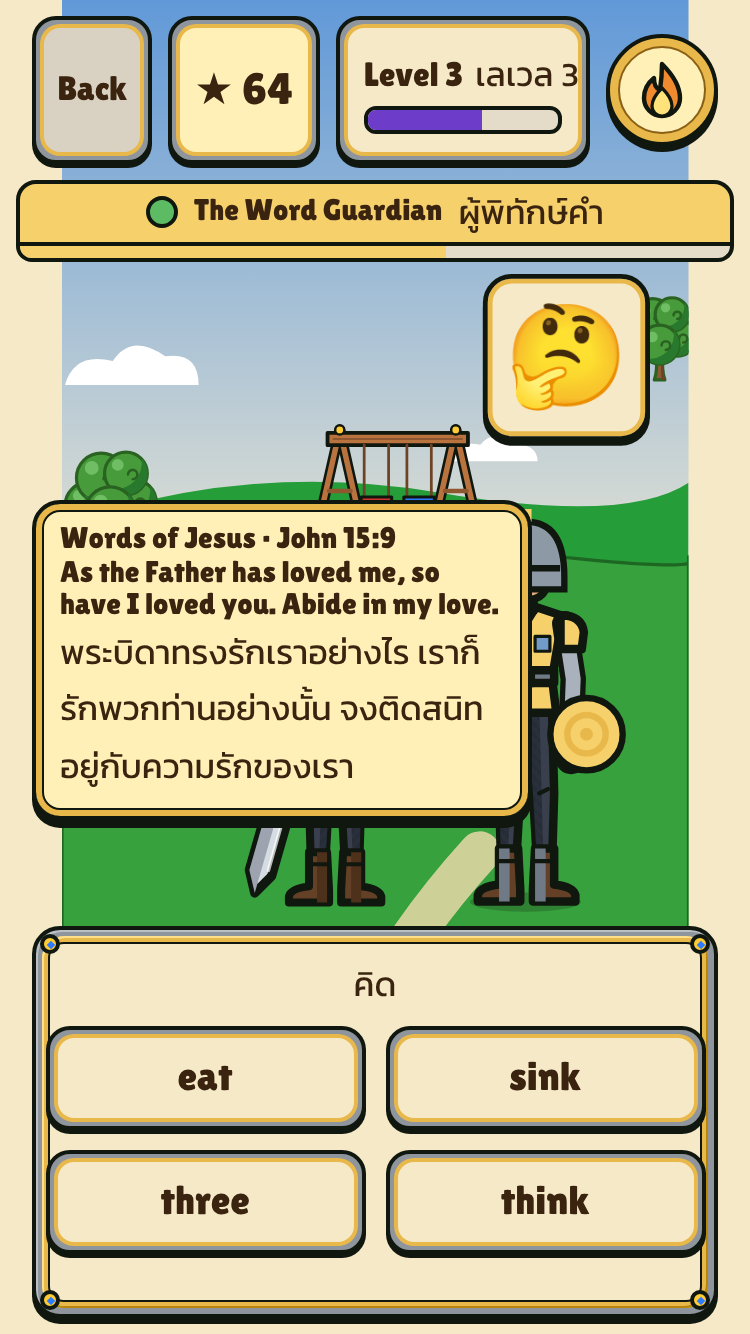 Back
★ 64
Level 3 เลเวล 3
The Word Guardian ผู้พิทักษ์คำ
Words of Jesus · John 15:9
As the Father has loved me, so
have I loved you. Abide in my love.
พระบิดาทรงรักเราอย่างไร เราก็
รักพวกท่านอย่างนั้น จงติดสนิท
อยู่กับความรักของเรา
คิด
eat
sink
three
think